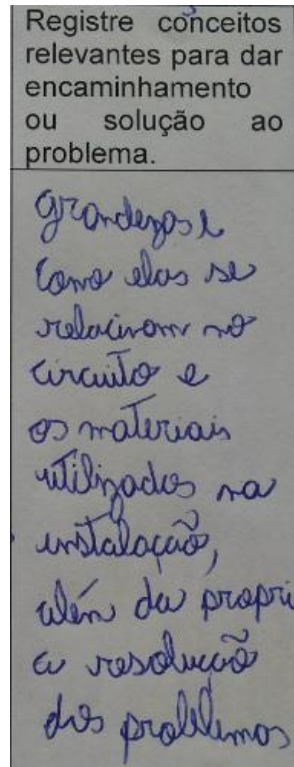 Registre conceitos
relevantes para dar
encaminhamento
ou solução ao
problema.
grandezas e
como elas se
relacionam no
circuito e
os materiais
utilizados na
instalação,
além da propri
a resolução
dos problemas